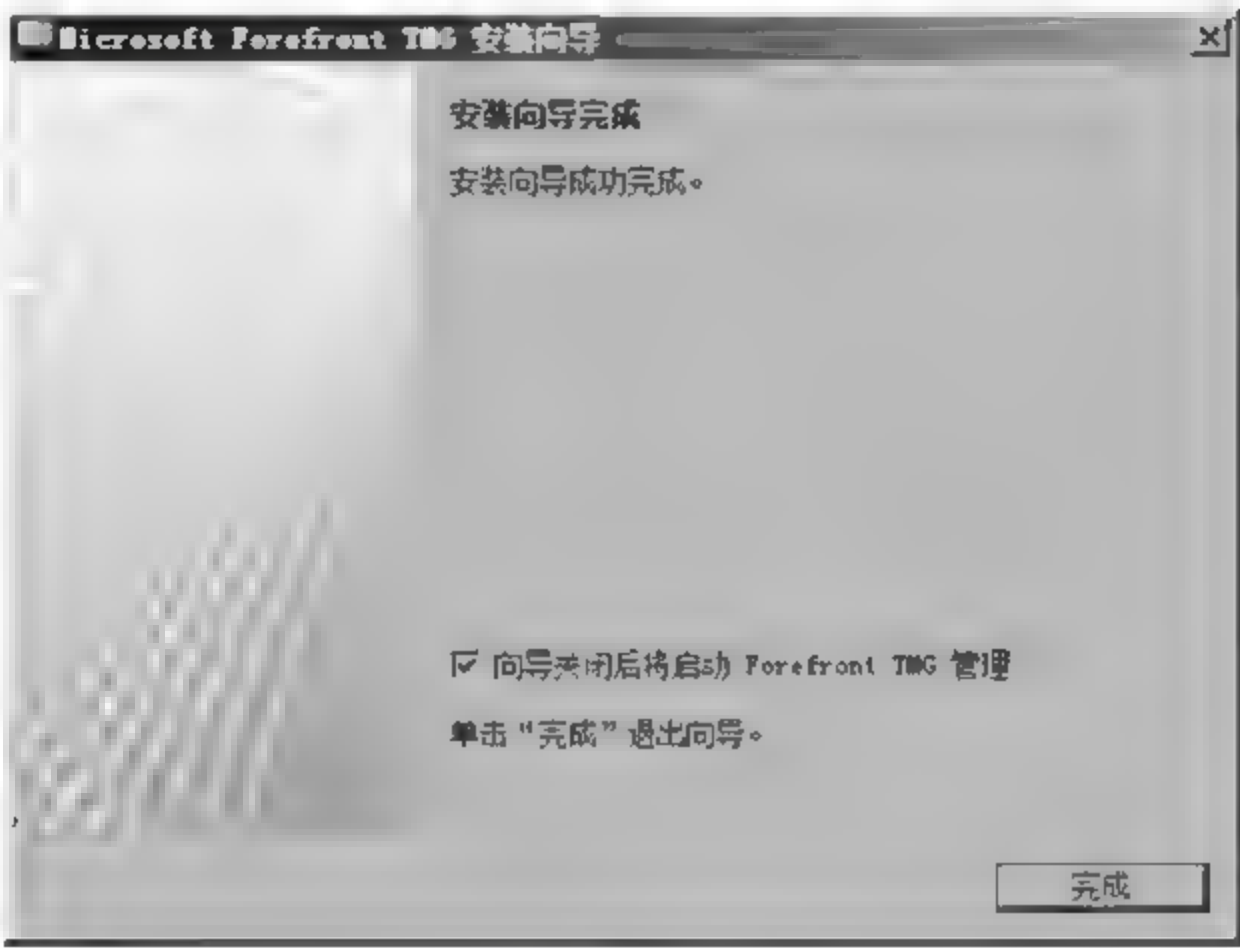 Microsoft Forefront TMG 安装向导
安装向导完成
安装向导成功完成。
向导关闭后将启动 Forefront TMG 管理
单击“完成”退出向导。
完成